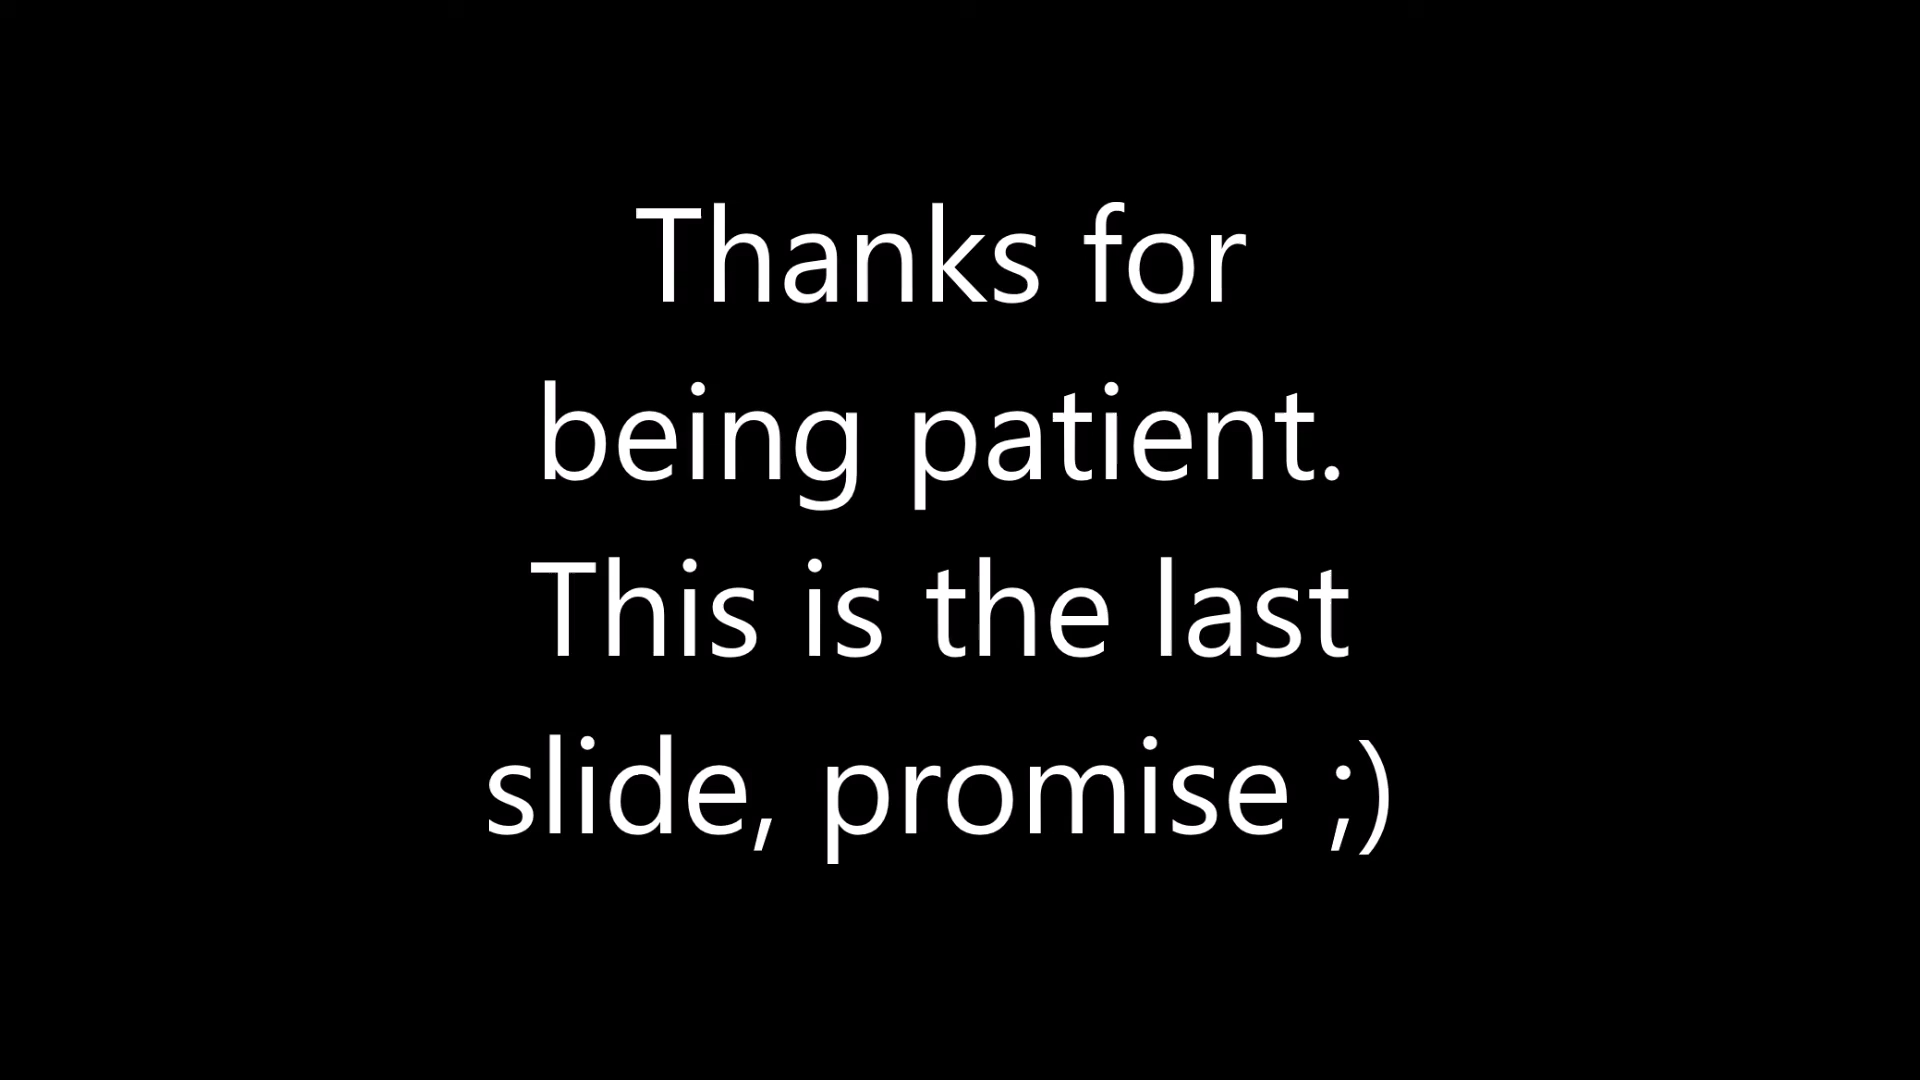 Thanks for
being patient.
This is the last
slide, promise ;)